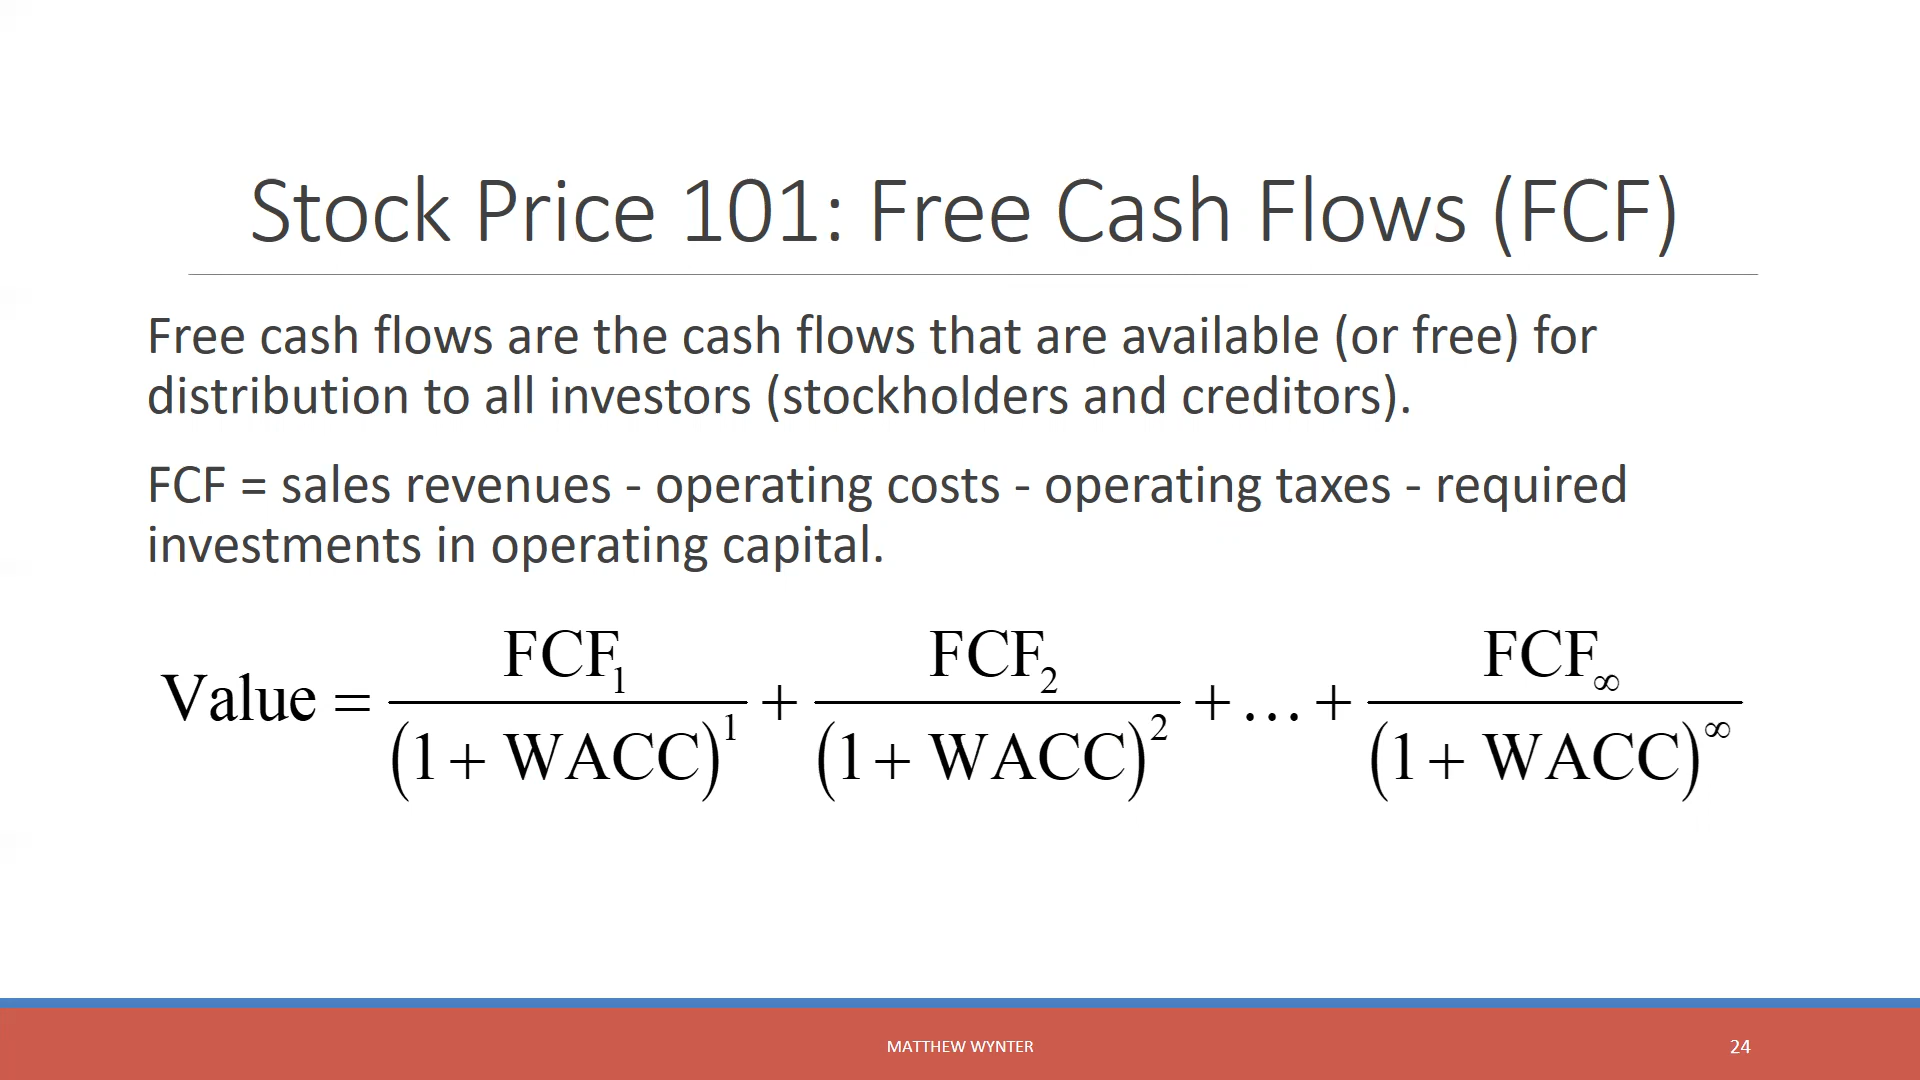 Stock Price 101: Free Cash Flows (FCF)
Free cash flows are the cash flows that are available (or free) for
distribution to all investors (stockholders and creditors).
FCF = sales revenues - operating costs - operating taxes - required
investments in operating capital.
Value = FCF₁ / (1 + WACC)¹ + FCF₂ / (1 + WACC)² + … + FCF_∞ / (1 + WACC)^∞
MATTHEW WYNTER
24